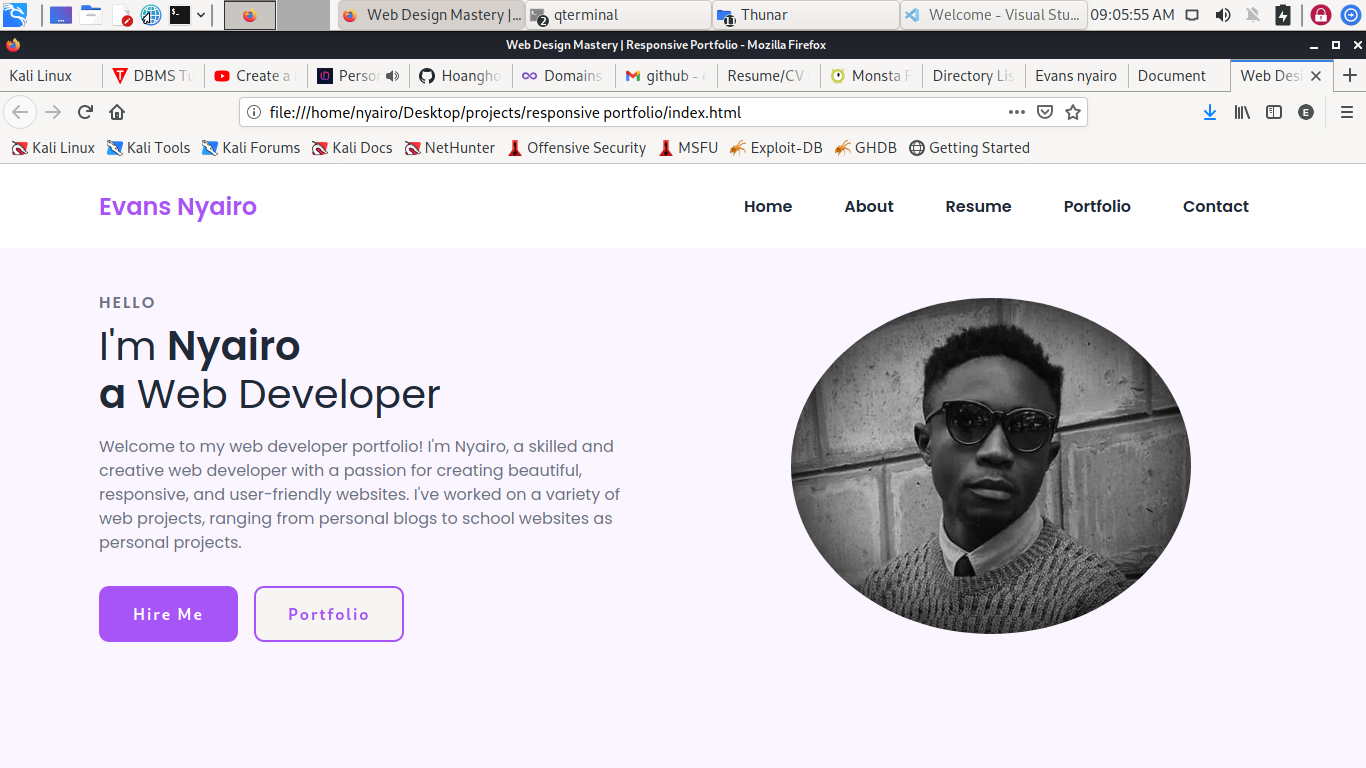 Web Design Mastery |...
2
qterminal
11
Thunar
Welcome - Visual Stu...
09:05:55 AM
Web Design Mastery | Responsive Portfolio - Mozilla Firefox
Kali Linux
DBMS Tu
Create a
Person
Hoangho
Domains
github - e
Resume/CV
Monsta F
Directory Lis
Evans nyairo
Document
Web Desi
file:///home/nyairo/Desktop/projects/responsive portfolio/index.html
E
Kali Linux
Kali Tools
Kali Forums
Kali Docs
NetHunter
Offensive Security
MSFU
Exploit-DB
GHDB
Getting Started
Evans Nyairo
Home
About
Resume
Portfolio
Contact
HELLO
I'm Nyairo
a Web Developer
Welcome to my web developer portfolio! I'm Nyairo, a skilled and
creative web developer with a passion for creating beautiful,
responsive, and user-friendly websites. I've worked on a variety of
web projects, ranging from personal blogs to school websites as
personal projects.
Hire Me
Portfolio